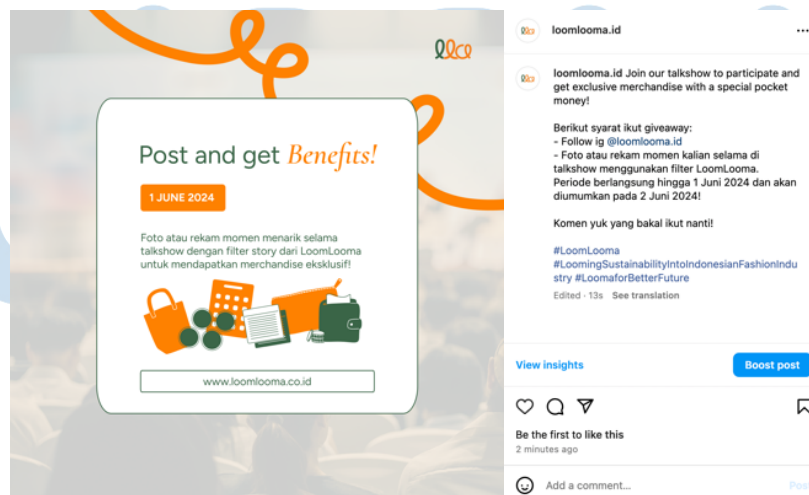 Post and get Benefits!
1 JUNE 2024
Foto atau rekam momen menarik selama
talkshow dengan filter story dari LoomLooma
untuk mendapatkan merchandise eksklusif!
www.loomlooma.co.id
loomlooma.id
loomlooma.id Join our talkshow to participate and
get exclusive merchandise with a special pocket
money!
Berikut syarat ikut giveaway:
- Follow ig @loomlooma.id
- Foto atau rekam momen kalian selama di
talkshow menggunakan filter LoomLooma.
Periode berlangsung hingga 1 Juni 2024 dan akan
diumumkan pada 2 Juni 2024!
Komen yuk yang bakal ikut nanti!
#LoomLooma
#LoomingSustainabilityIntoIndonesianFashionIndu
stry #LoomaforBetterFuture
Edited · 13s See translation
View insights
Boost post
Be the first to like this
2 minutes ago
Add a comment...